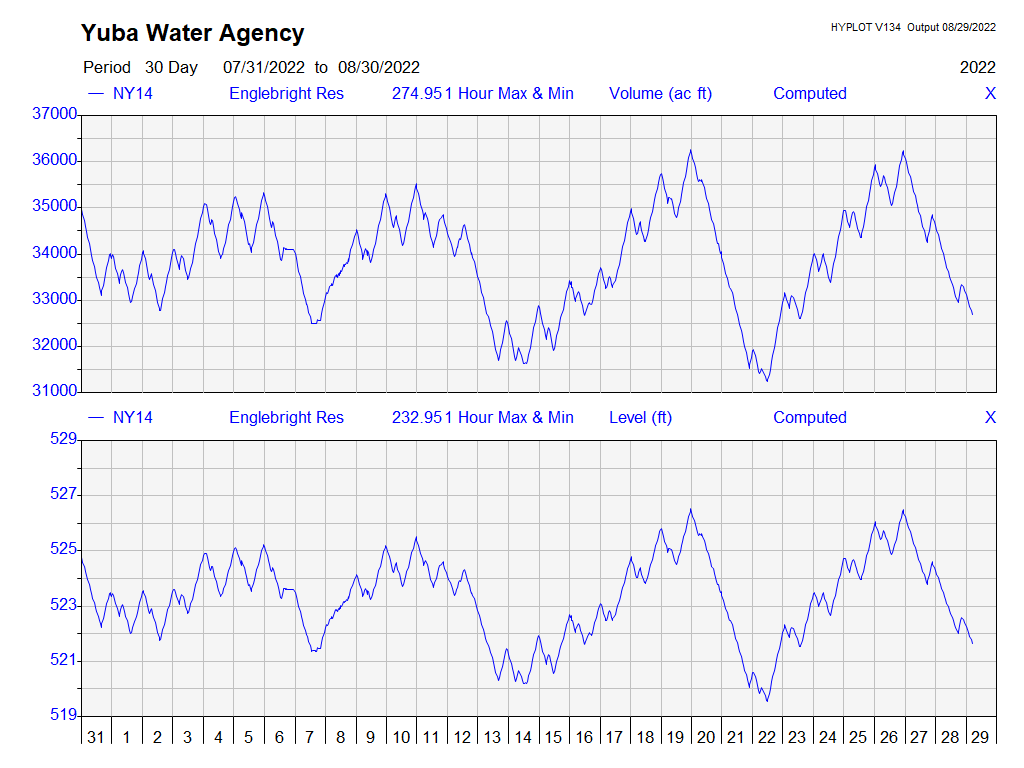 Yuba Water Agency
HYPLOT V134 Output 08/29/2022
Period 30 Day 07/31/2022 to 08/30/2022 2022
— NY14 Englebright Res 274.951 Hour Max & Min Volume (ac ft) Computed X
37000
36000
35000
34000
33000
32000
31000
— NY14 Englebright Res 232.951 Hour Max & Min Level (ft) Computed X
529
527
525
523
521
519
31 1 2 3 4 5 6 7 8 9 10 11 12 13 14 15 16 17 18 19 20 21 22 23 24 25 26 27 28 29